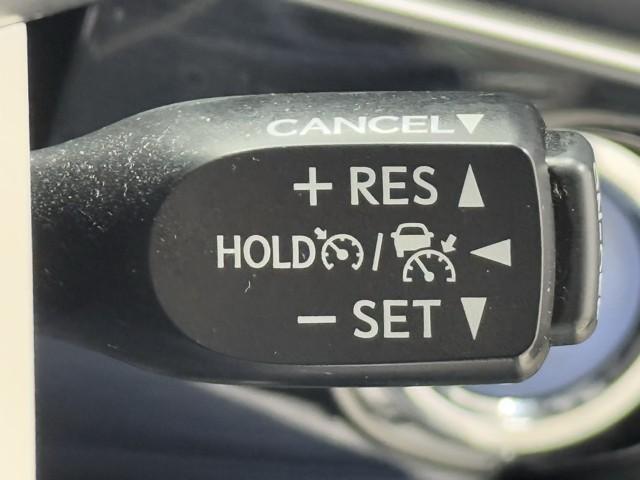 CANCEL▼
+ RES ▲
HOLD / ◀
− SET ▼